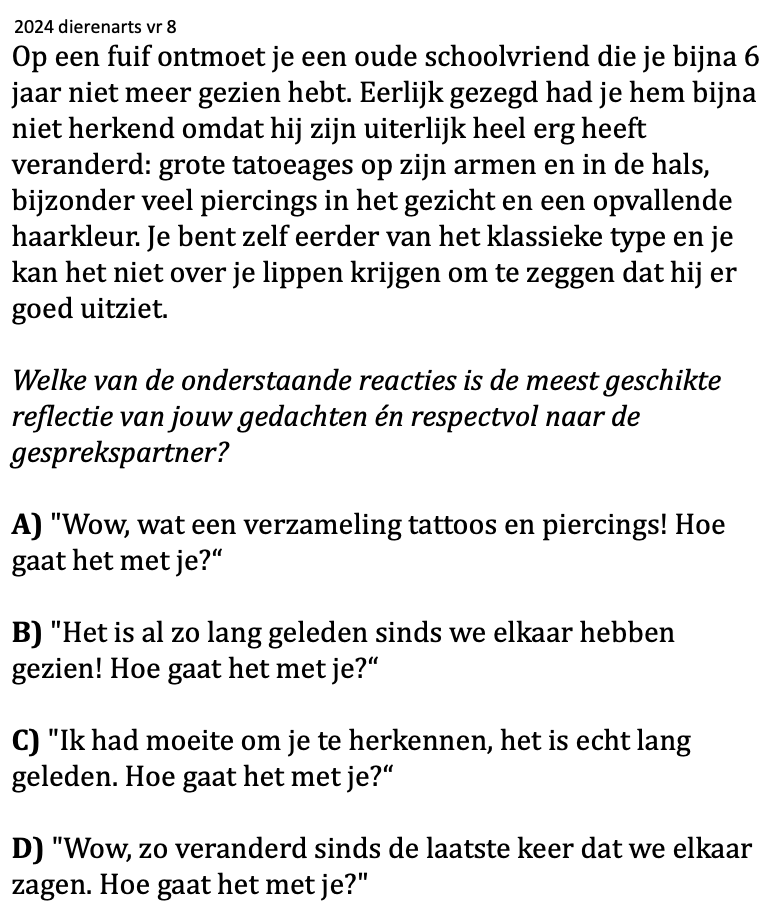 2024 dierenarts vr 8
Op een fuif ontmoet je een oude schoolvriend die je bijna 6
jaar niet meer gezien hebt. Eerlijk gezegd had je hem bijna
niet herkend omdat hij zijn uiterlijk heel erg heeft
veranderd: grote tatoeages op zijn armen en in de hals,
bijzonder veel piercings in het gezicht en een opvallende
haarkleur. Je bent zelf eerder van het klassieke type en je
kan het niet over je lippen krijgen om te zeggen dat hij er
goed uitziet.
Welke van de onderstaande reacties is de meest geschikte
reflectie van jouw gedachten én respectvol naar de
gesprekspartner?
A) "Wow, wat een verzameling tattoos en piercings! Hoe
gaat het met je?“
B) "Het is al zo lang geleden sinds we elkaar hebben
gezien! Hoe gaat het met je?“
C) "Ik had moeite om je te herkennen, het is echt lang
geleden. Hoe gaat het met je?“
D) "Wow, zo veranderd sinds de laatste keer dat we elkaar
zagen. Hoe gaat het met je?"